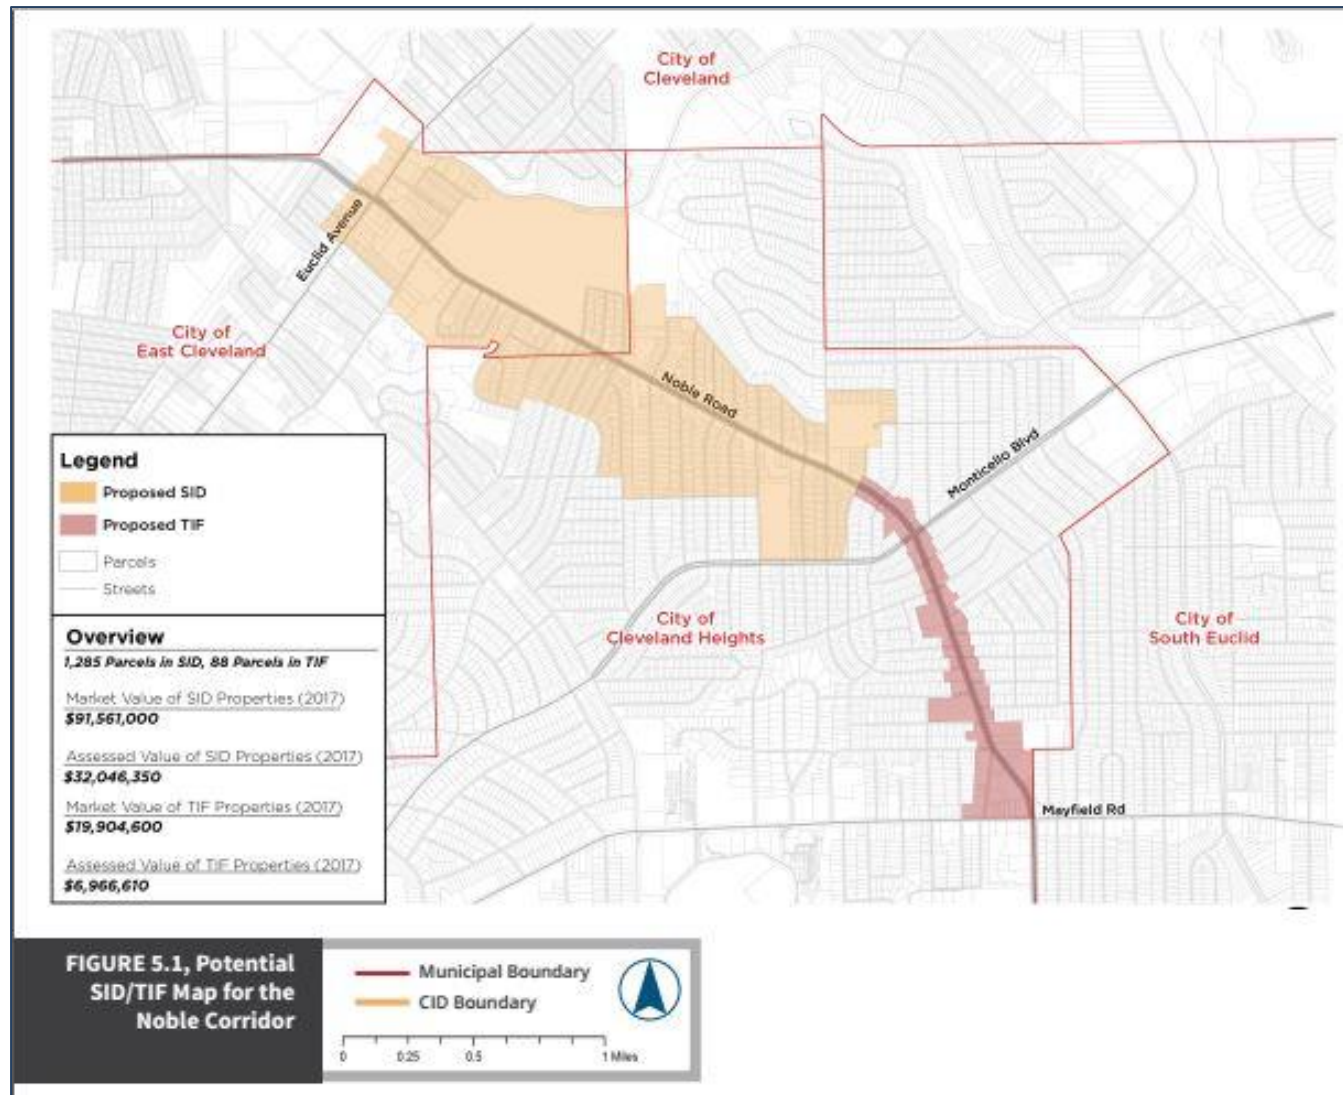 City of
Cleveland
Euclid Avenue
City of
East Cleveland
Noble Road
Monticello Blvd
Legend
Proposed SID
Proposed TIF
Parcels
Streets
City of
Cleveland Heights
City of
South Euclid
Overview
1,285 Parcels in SID, 88 Parcels in TIF
Market Value of SID Properties (2017)
$91,561,000
Assessed Value of SID Properties (2017)
$32,046,350
Market Value of TIF Properties (2017)
$19,904,600
Assessed Value of TIF Properties (2017)
$6,966,610
Mayfield Rd
FIGURE 5.1, Potential
SID/TIF Map for the
Noble Corridor
Municipal Boundary
CID Boundary
0 0.25 0.5 1 Miles